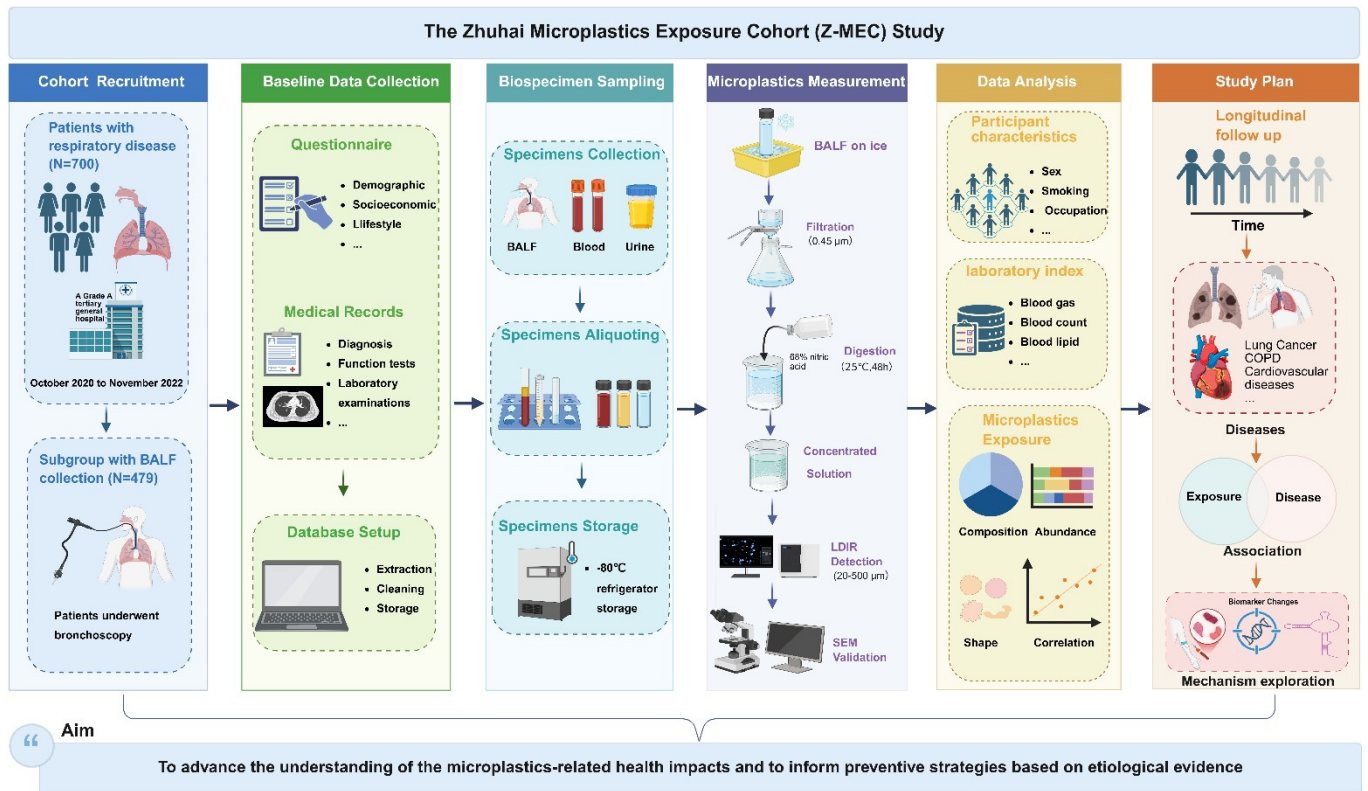 The Zhuhai Microplastics Exposure Cohort (Z-MEC) Study
Cohort Recruitment
Patients with
respiratory disease
(N=700)
A Grade A
tertiary
general
hospital
October 2020 to November 2022
Subgroup with BALF
collection (N=479)
Patients underwent
bronchoscopy
Baseline Data Collection
Questionnaire
• Demographic
• Socioeconomic
• Liifestyle
• ...
Medical Records
• Diagnosis
• Function tests
• Laboratory
examinations
• ...
Database Setup
• Extraction
• Cleaning
• Storage
Biospecimen Sampling
Specimens Collection
BALF Blood Urine
Specimens Aliquoting
Specimens Storage
• -80℃
refrigerator
storage
Microplastics Measurement
BALF on ice
Filtration
(0.45 μm)
68% nitric
acid
Digestion
(25℃,48h)
Concentrated
Solution
LDIR
Detection
(20-500 μm)
SEM
Validation
Data Analysis
Participant
characteristics
• Sex
• Smoking
• Occupation
• ...
laboratory index
• Blood gas
• Blood count
• Blood lipid
• ...
Microplastics
Exposure
Composition Abundance
Shape Correlation
Study Plan
Longitudinal
follow up
Time
Lung Cancer
COPD
Cardiovascular
diseases
...
Diseases
Exposure Disease
Association
Biomarker Changes
Mechanism exploration
“ Aim
To advance the understanding of the microplastics-related health impacts and to inform preventive strategies based on etiological evidence